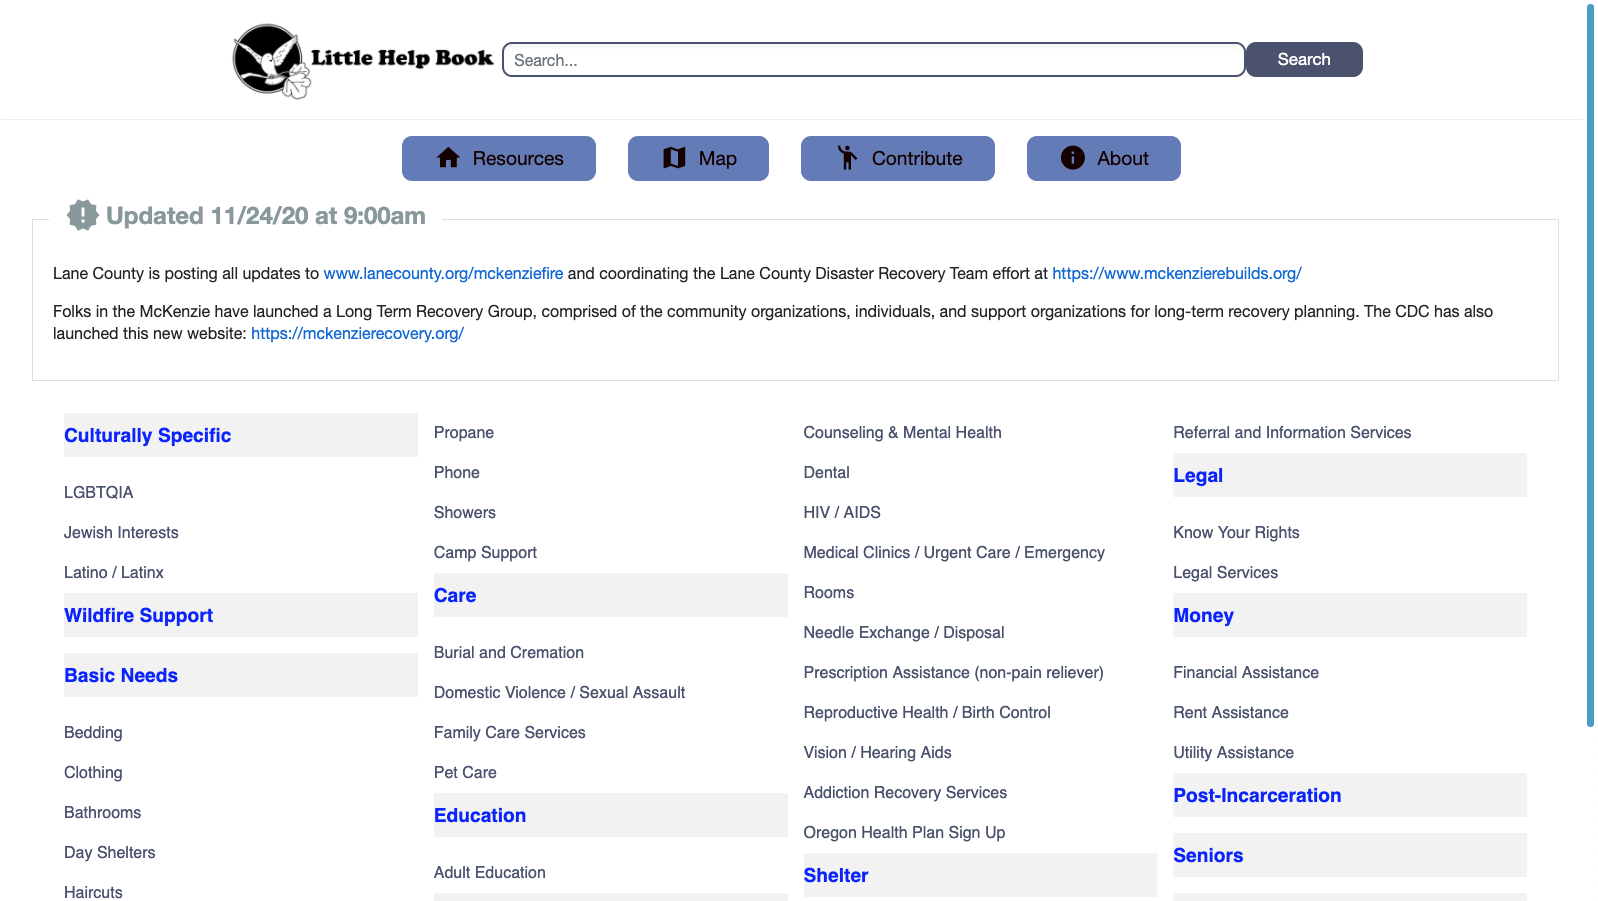 Little Help Book
Search...
Search
Resources
Map
Contribute
About
Updated 11/24/20 at 9:00am
Lane County is posting all updates to www.lanecounty.org/mckenziefire and coordinating the Lane County Disaster Recovery Team effort at https://www.mckenzierebuilds.org/
Folks in the McKenzie have launched a Long Term Recovery Group, comprised of the community organizations, individuals, and support organizations for long-term recovery planning. The CDC has also
launched this new website: https://mckenzierecovery.org/
Culturally Specific
LGBTQIA
Jewish Interests
Latino / Latinx
Wildfire Support
Basic Needs
Bedding
Clothing
Bathrooms
Day Shelters
Haircuts
Propane
Phone
Showers
Camp Support
Care
Burial and Cremation
Domestic Violence / Sexual Assault
Family Care Services
Pet Care
Education
Adult Education
Counseling & Mental Health
Dental
HIV / AIDS
Medical Clinics / Urgent Care / Emergency
Rooms
Needle Exchange / Disposal
Prescription Assistance (non-pain reliever)
Reproductive Health / Birth Control
Vision / Hearing Aids
Addiction Recovery Services
Oregon Health Plan Sign Up
Shelter
Referral and Information Services
Legal
Know Your Rights
Legal Services
Money
Financial Assistance
Rent Assistance
Utility Assistance
Post-Incarceration
Seniors